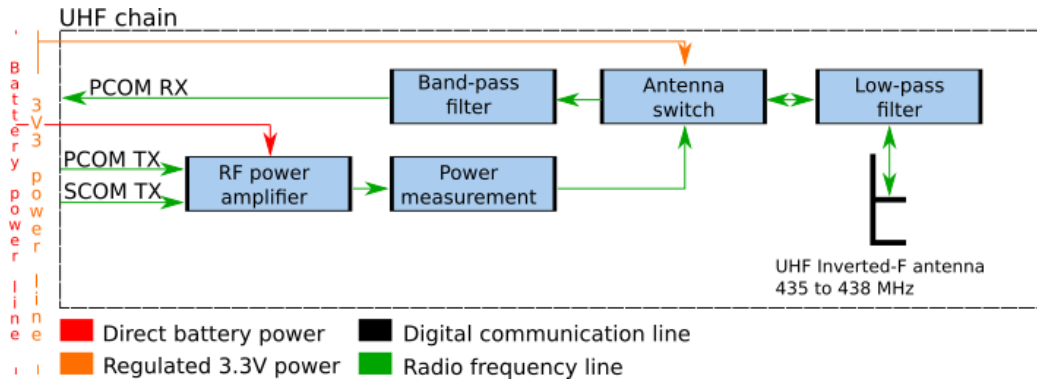 UHF chain
Battery power line
3V3 power line
PCOM RX
Band-pass
filter
Antenna
switch
Low-pass
filter
PCOM TX
SCOM TX
RF power
amplifier
Power
measurement
UHF Inverted-F antenna
435 to 438 MHz
Direct battery power
Digital communication line
Regulated 3.3V power
Radio frequency line